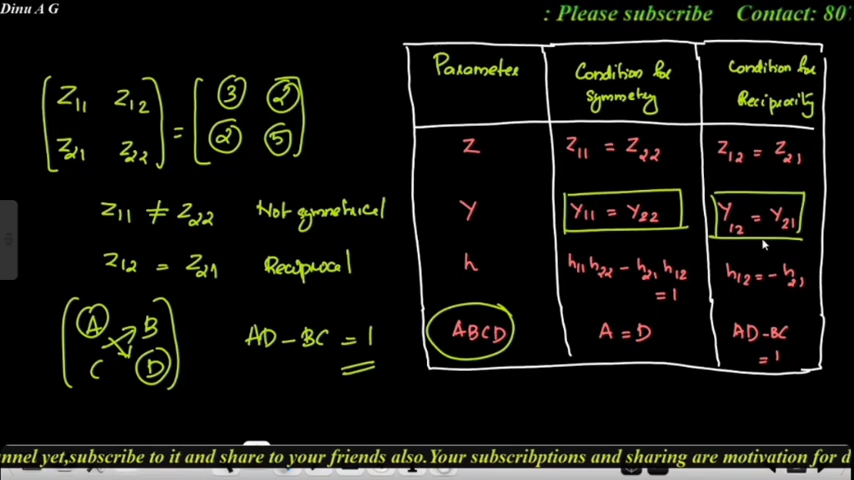 Dinu A G
: Please subscribe Contact: 80
Z11 Z12
Z21 Z22
=
3 2
2 5
Z11 ≠ Z22 Not symmetrical
Z12 = Z21 Reciprocal
A B
C D
AD - BC = 1
Parameter Condition for Symmetry Condition for Reciprocity
Z Z11 = Z22 Z12 = Z21
Y Y11 = Y22 Y12 = Y21
h h11 h22 - h21 h12 = 1 h12 = - h21
ABCD A = D AD - BC = 1
nnel yet,subscribe to it and share to your friends also.Your subscribptions and sharing are motivation for d